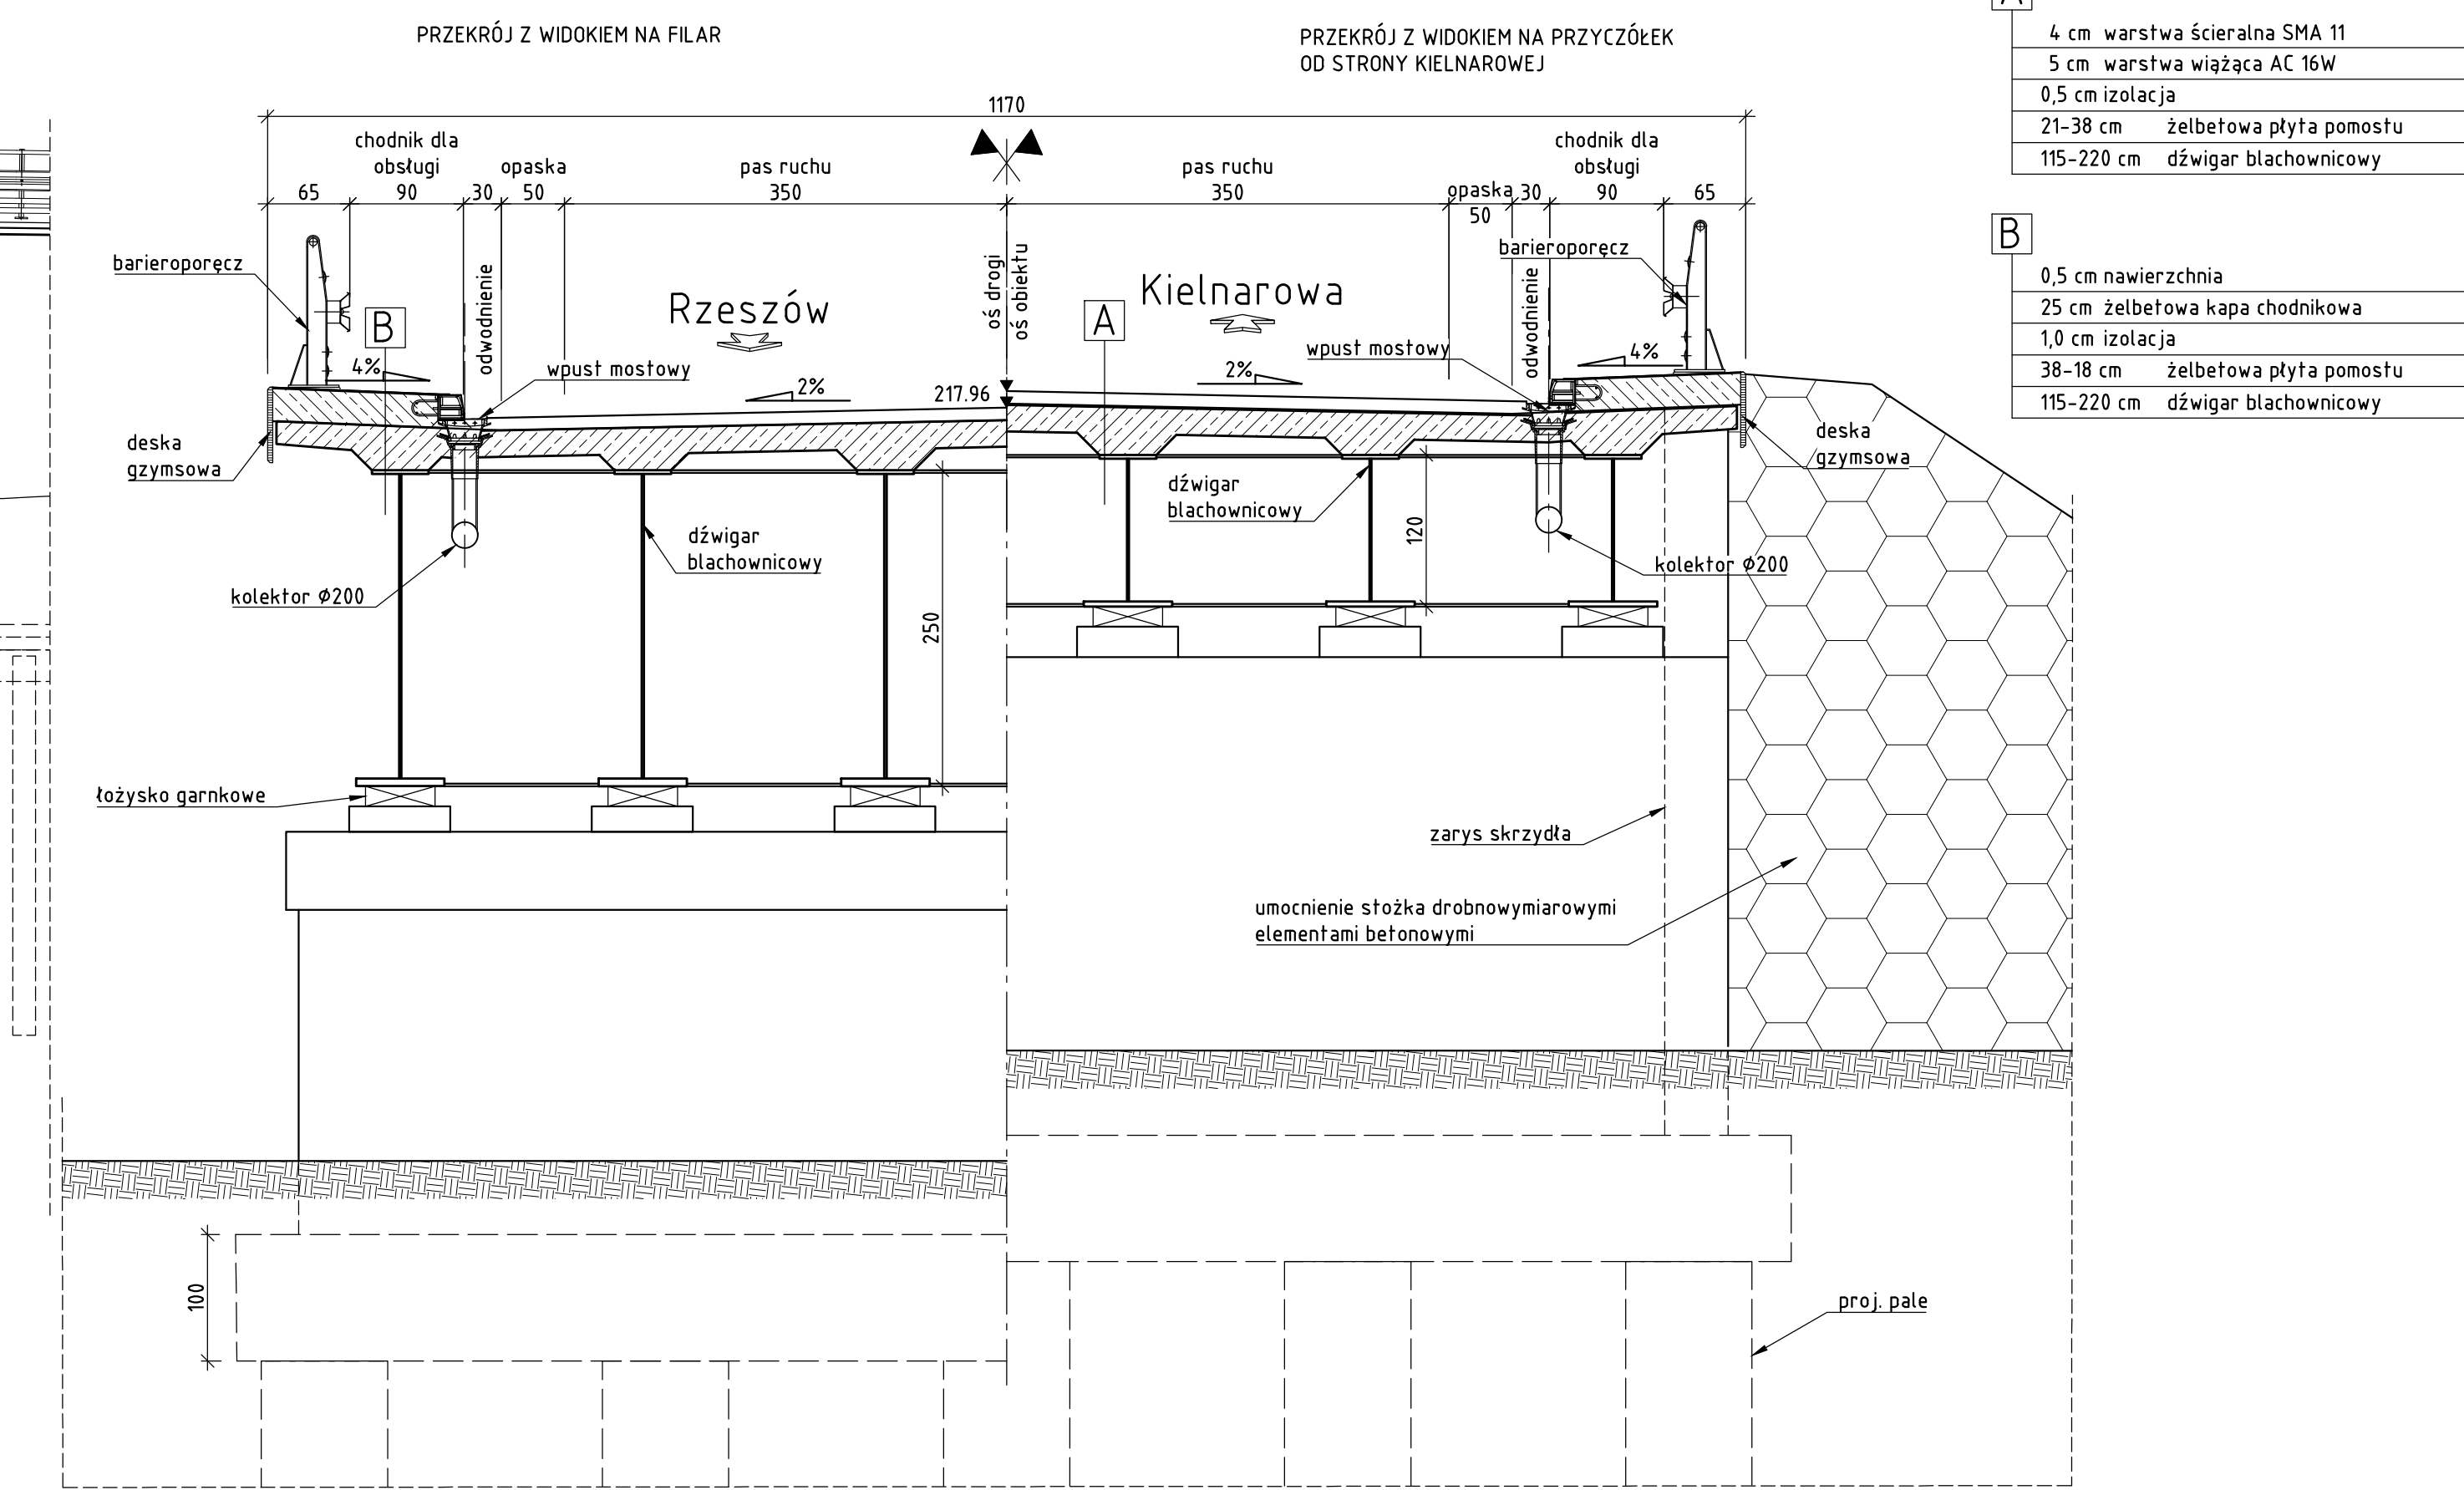 PRZEKRÓJ Z WIDOKIEM NA FILAR
PRZEKRÓJ Z WIDOKIEM NA PRZYCZÓŁEK
OD STRONY KIELNAROWEJ
A
4 cm warstwa ścieralna SMA 11
5 cm warstwa wiążąca AC 16W
0,5 cm izolacja
21-38 cm żelbetowa płyta pomostu
115-220 cm dźwigar blachownicowy
B
0,5 cm nawierzchnia
25 cm żelbetowa kapa chodnikowa
1,0 cm izolacja
38-18 cm żelbetowa płyta pomostu
115-220 cm dźwigar blachownicowy
1170
chodnik dla
obsługi
opaska
pas ruchu
pas ruchu
chodnik dla
obsługi
65
90
30
50
350
350
opaska
50
30
90
65
barieroporęcz
B
odwodnienie
Rzeszów
oś drogi
oś obiektu
Kielnarowa
A
barieroporęcz
odwodnienie
4%
wpust mostowy
2%
217.96
2%
wpust mostowy
4%
deska
gzymsowa
deska
gzymsowa
dźwigar
blachownicowy
dźwigar
blachownicowy
120
kolektor Ø200
kolektor Ø200
250
łożysko garnkowe
zarys skrzydła
umocnienie stożka drobnowymiarowymi
elementami betonowymi
100
proj. pale